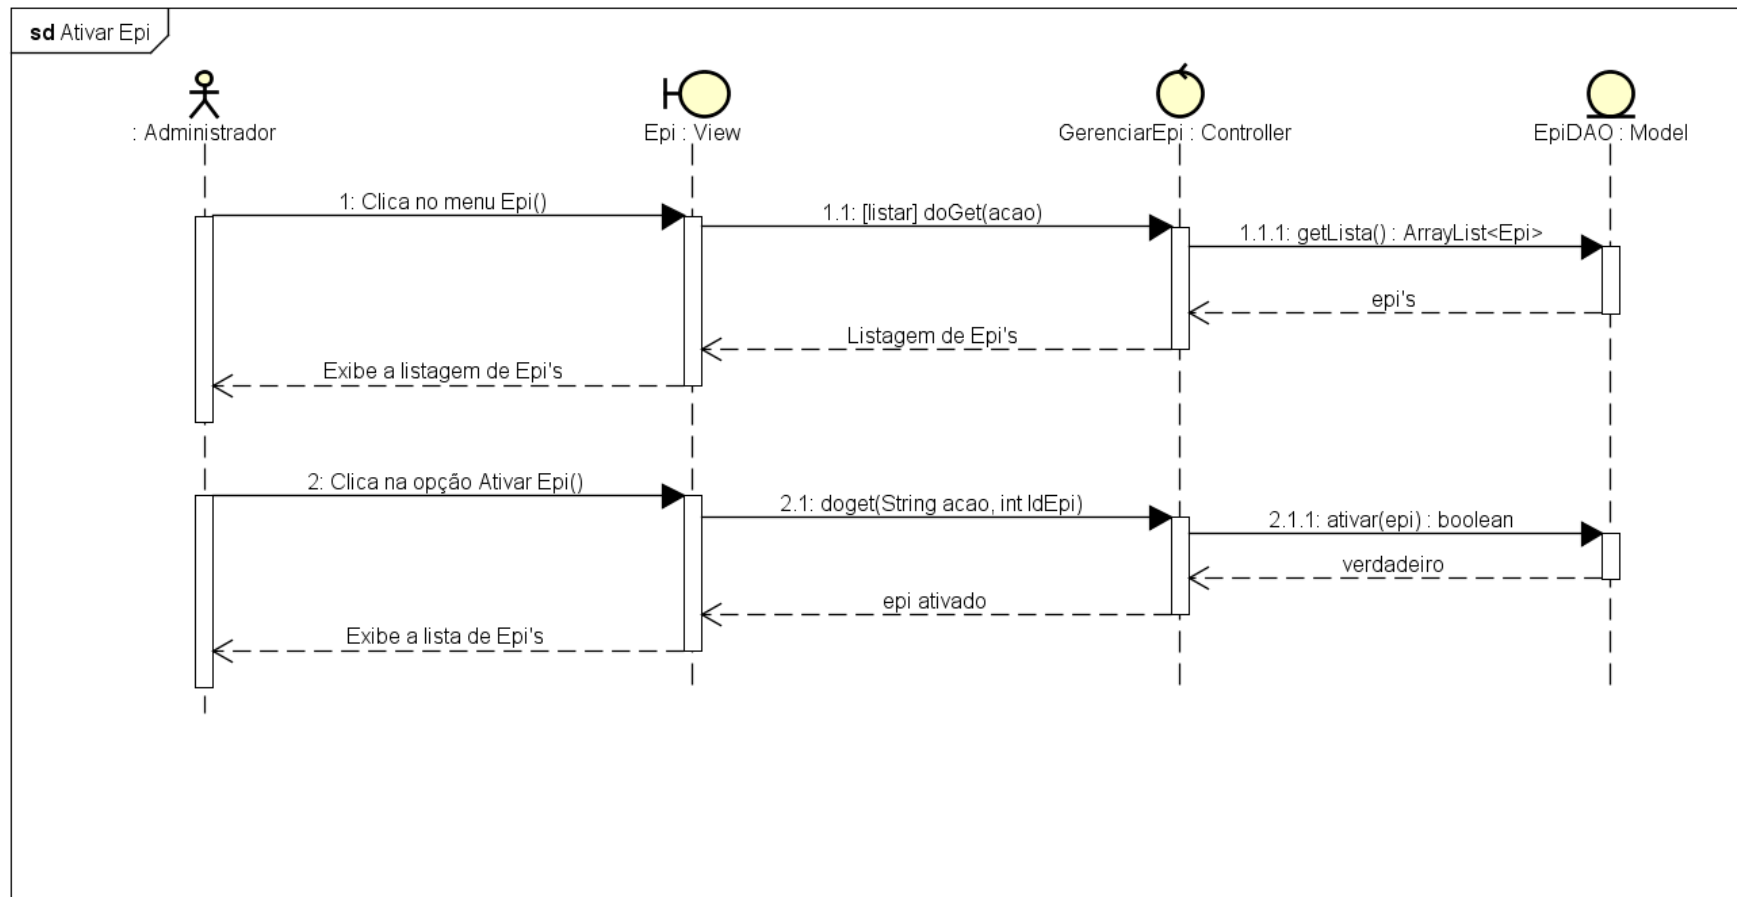 sd Ativar Epi
: Administrador
Epi : View
GerenciarEpi : Controller
EpiDAO : Model
1: Clica no menu Epi()
1.1: [listar] doGet(acao)
1.1.1: getLista() : ArrayList<Epi>
epi's
Listagem de Epi's
Exibe a listagem de Epi's
2: Clica na opção Ativar Epi()
2.1: doget(String acao, int IdEpi)
2.1.1: ativar(epi) : boolean
verdadeiro
epi ativado
Exibe a lista de Epi's